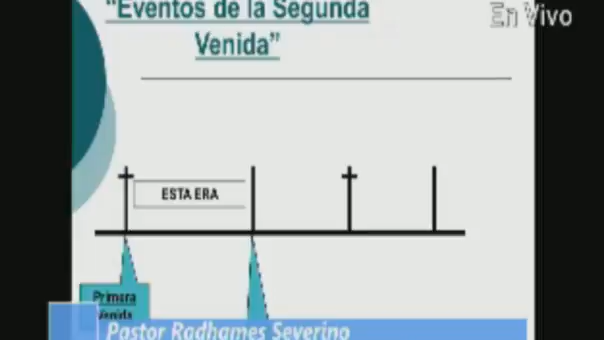 "Eventos de la Segunda
Venida"
En Vivo
ESTA ERA
Primera
Venida
Pastor Radhames Severino